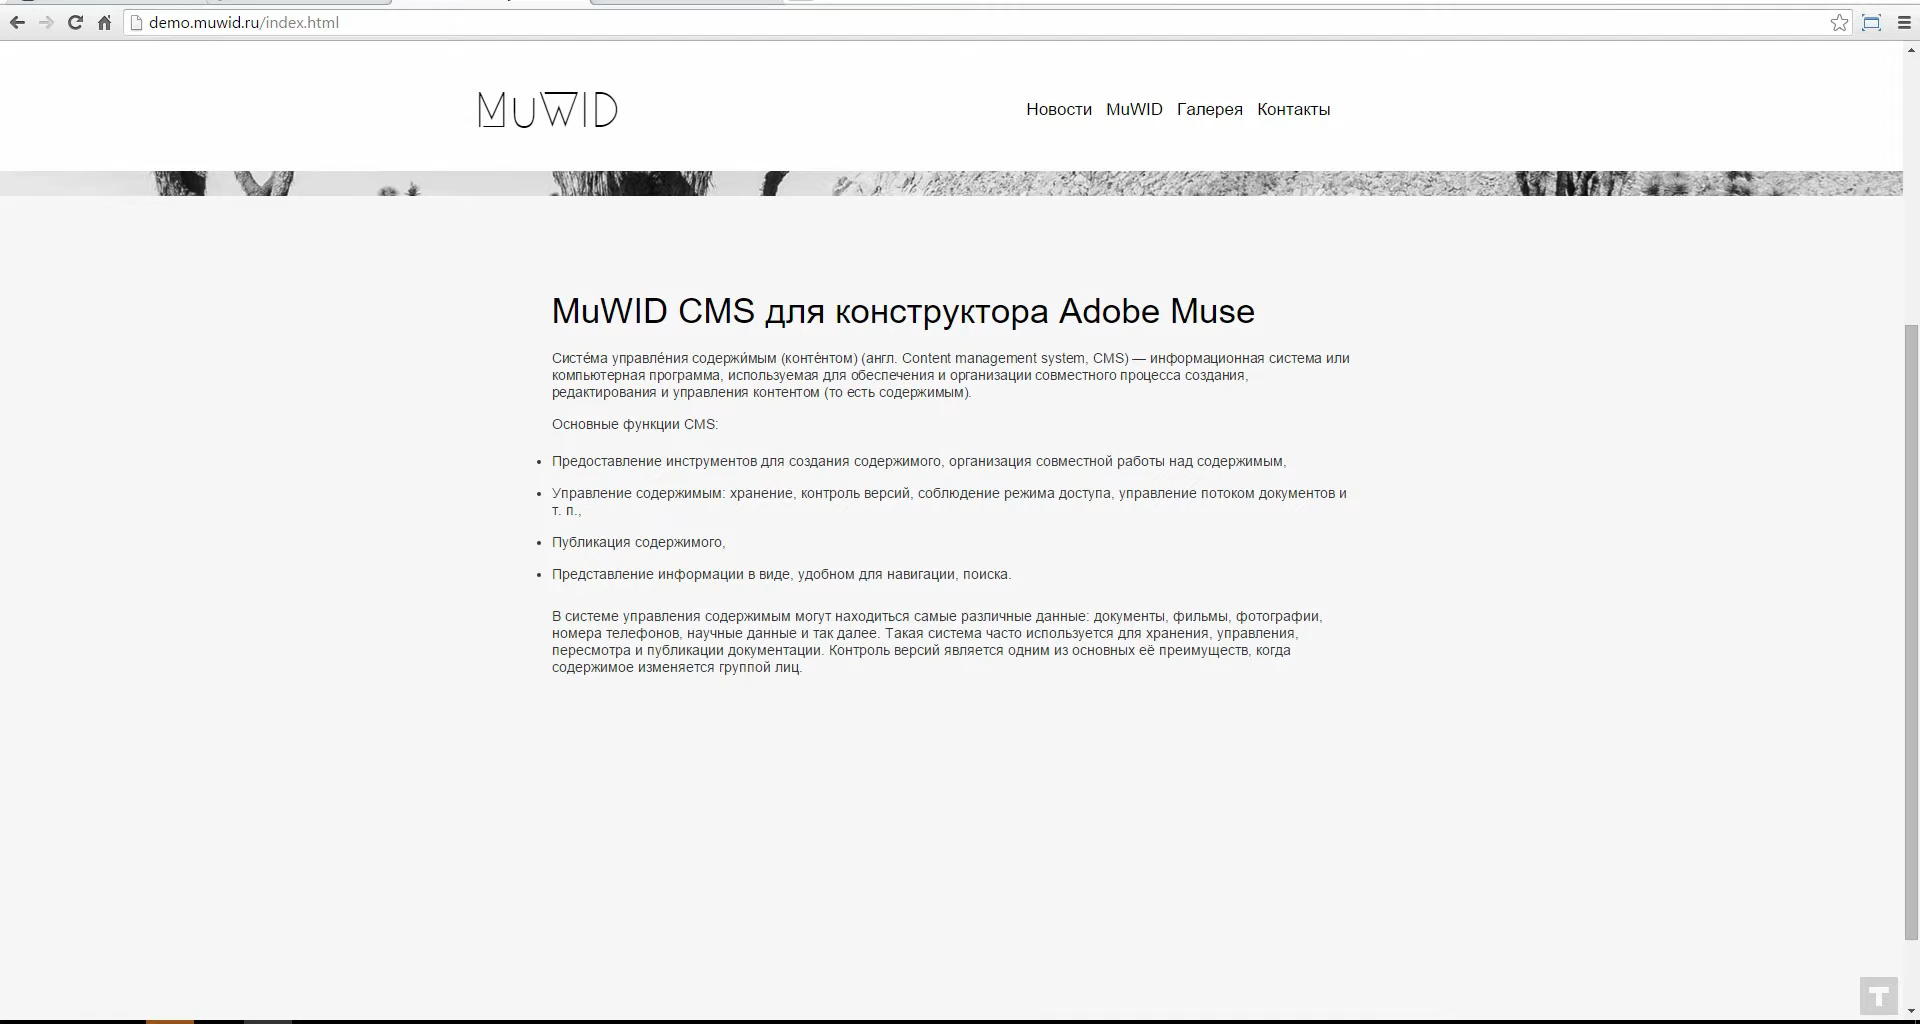 demo.muwid.ru/index.html
MuWID
Новости MuWID Галерея Контакты
MuWID CMS для конструктора Adobe Muse
Систе́ма управле́ния содержи́мым (конте́нтом) (англ. Content management system, CMS) — информационная система или
компьютерная программа, используемая для обеспечения и организации совместного процесса создания,
редактирования и управления контентом (то есть содержимым).
Основные функции CMS:
• Предоставление инструментов для создания содержимого, организация совместной работы над содержимым,
• Управление содержимым: хранение, контроль версий, соблюдение режима доступа, управление потоком документов и
т. п.,
• Публикация содержимого,
• Представление информации в виде, удобном для навигации, поиска.
В системе управления содержимым могут находиться самые различные данные: документы, фильмы, фотографии,
номера телефонов, научные данные и так далее. Такая система часто используется для хранения, управления,
пересмотра и публикации документации. Контроль версий является одним из основных её преимуществ, когда
содержимое изменяется группой лиц.
T